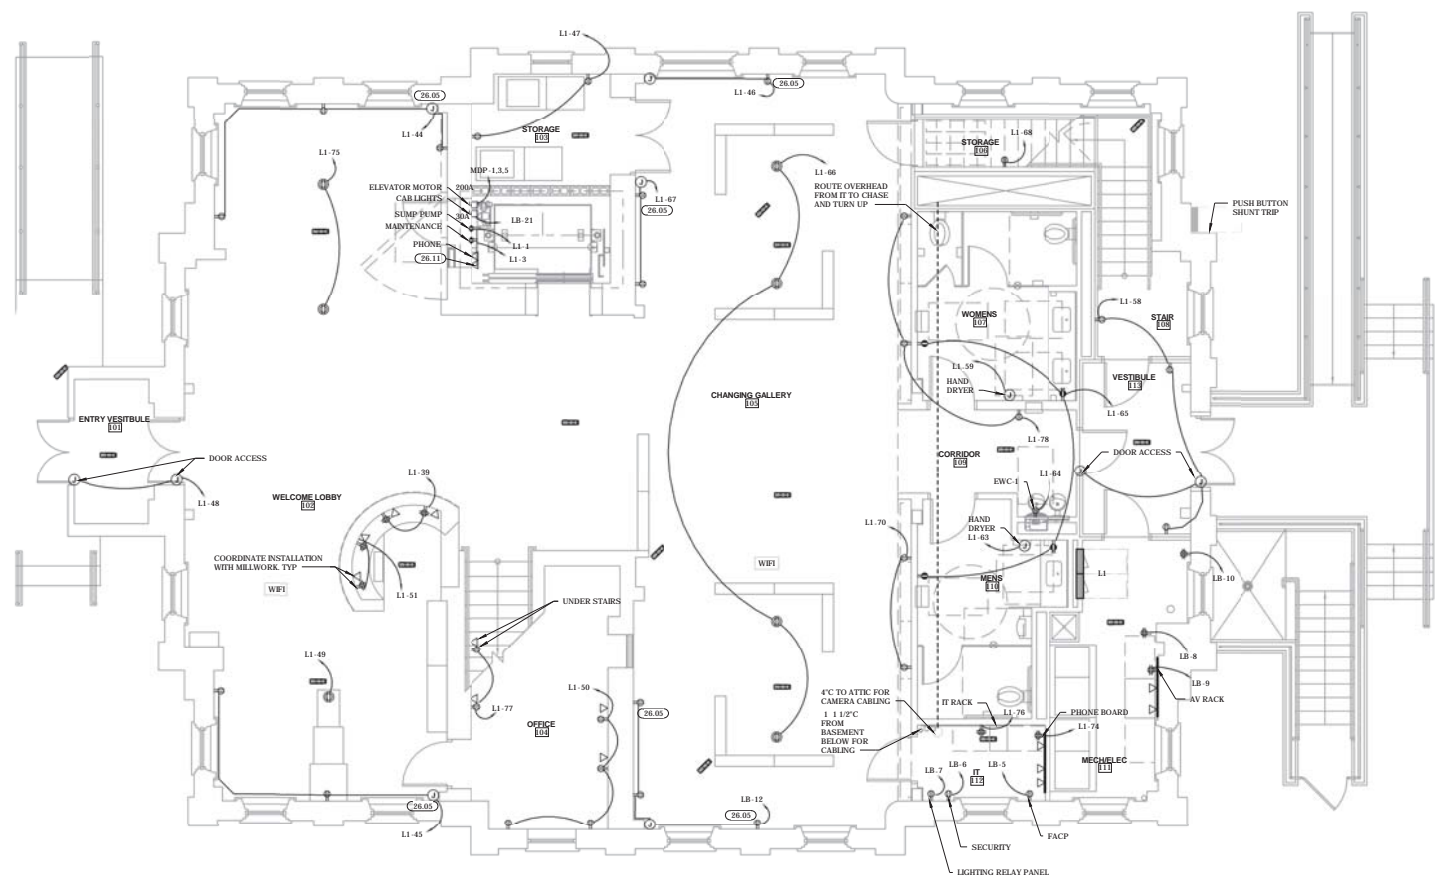 L1-47
26.05
L1-44
STORAGE
103
L1-46
26.05
L1-75
MDP-1,3,5
ELEVATOR MOTOR
200A
CAB LIGHTS
SUMP PUMP
30A
LB-21
MAINTENANCE
PHONE
L1-1
L1-3
26.11
L1-67
26.05
L1-66
ROUTE OVERHEAD
FROM IT TO CHASE
AND TURN UP
STORAGE
106
L1-68
PUSH BUTTON
SHUNT TRIP
L1-58
STAIR
108
WOMENS
107
L1-59
HAND
DRYER
VESTIBULE
113
L1-65
CHANGING GALLERY
105
L1-78
ENTRY VESITBULE
101
DOOR ACCESS
L1-48
WELCOME LOBBY
102
L1-39
CORRIDOR
109
L1-64
EWC-1
DOOR ACCESS
L1-70
HAND
DRYER
L1-63
COORDINATE INSTALLATION
WITH MILLWORK. TYP
WIFI
L1-51
WIFI
MENS
110
L1
LB-10
UNDER STAIRS
L1-49
L1-50
L1-77
OFFICE
104
26.05
4"C TO ATTIC FOR
CAMERA CABLING
1 1 1/2"C
FROM
BASEMENT
BELOW FOR
CABLING
IT RACK
L1-76
PHONE BOARD
L1-74
LB-8
LB-9
AV RACK
MECH/ELEC
111
LB-7
LB-6
LB-5
IT
112
26.05
L1-45
LB-12
26.05
FACP
SECURITY
LIGHTING RELAY PANEL